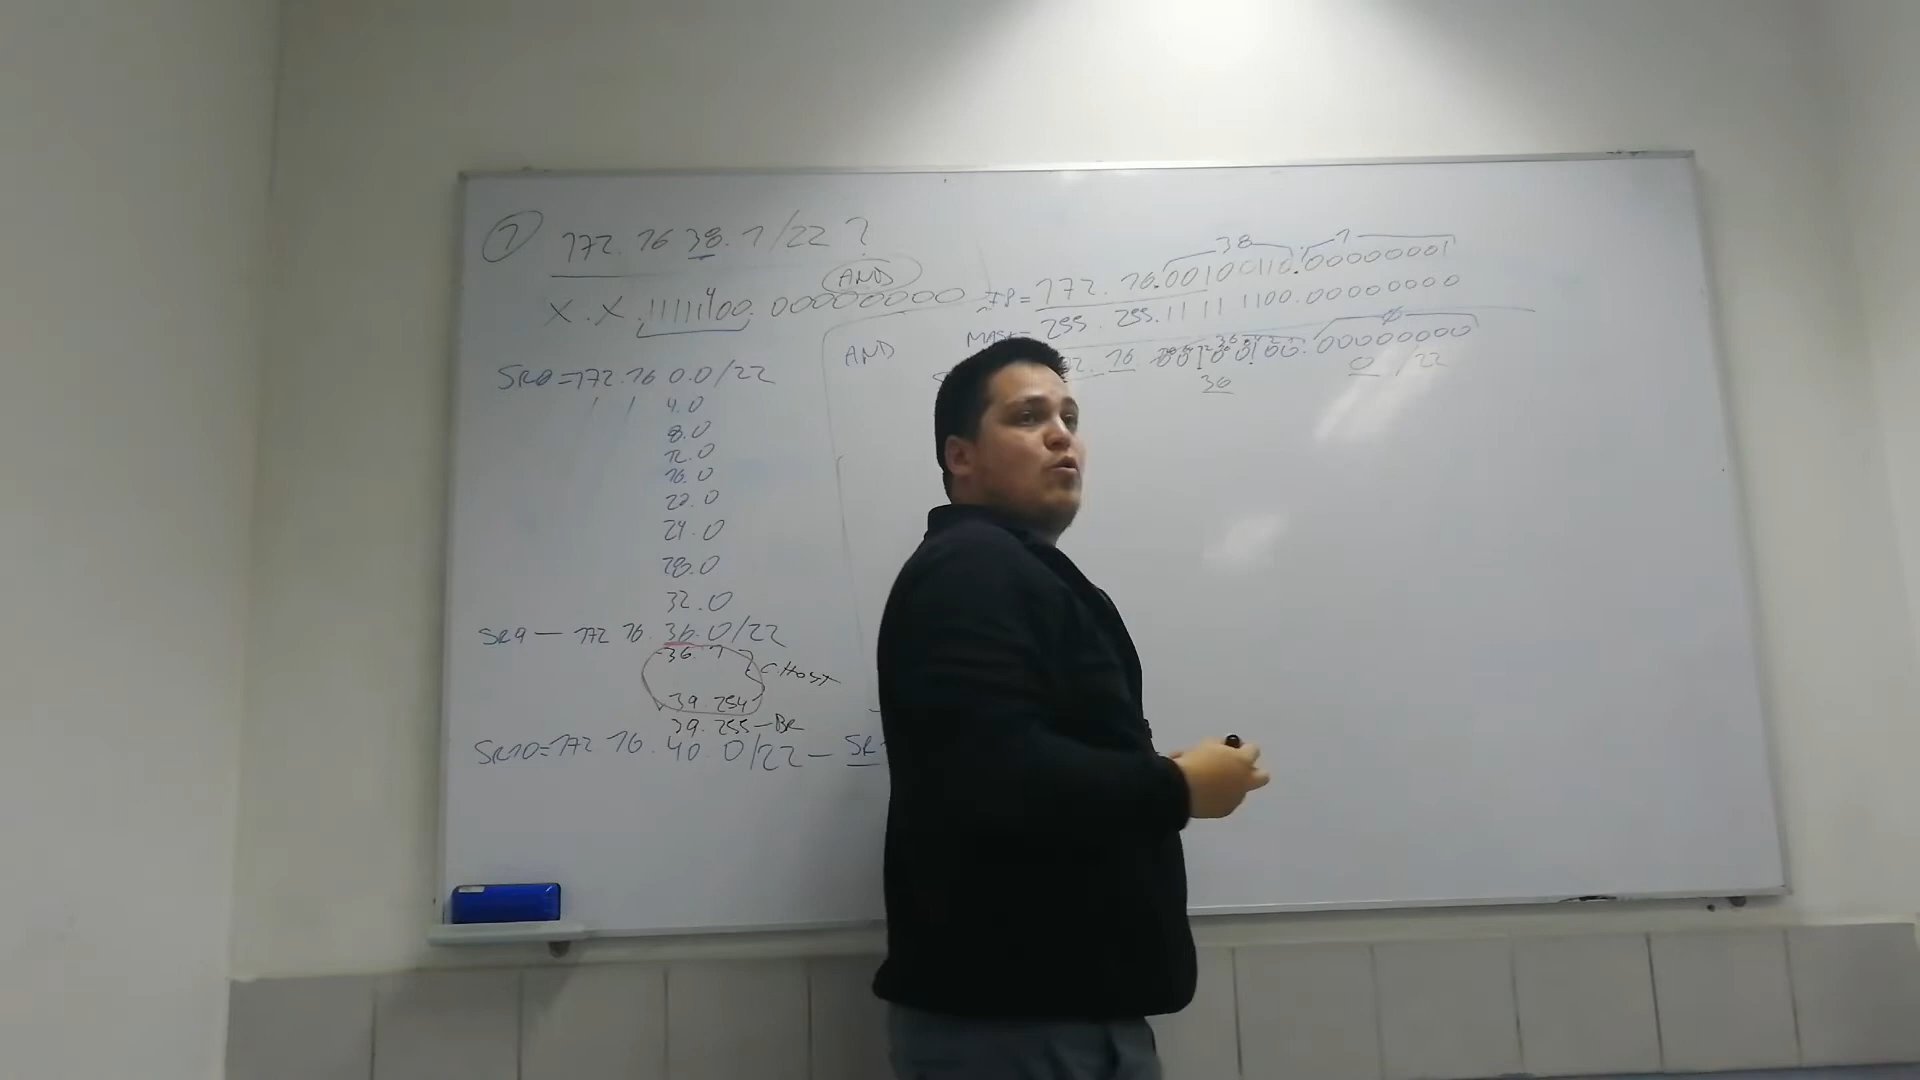 1 172.16 38.1/22 ?
AND
X.X.11111100.00000000
SR0=172.16 0.0/22
4.0
8.0
12.0
16.0
20.0
24.0
28.0
32.0
SR9 — 172 16.36.0/22
36.1
39.254
39.255 — BR
SR10=172 16.40.0/22 — SR
38 1
IP = 172.16.00100110.00000001
MASK= 255.255.11111100.00000000
AND
16. 00100100.00000000
36 0 /22